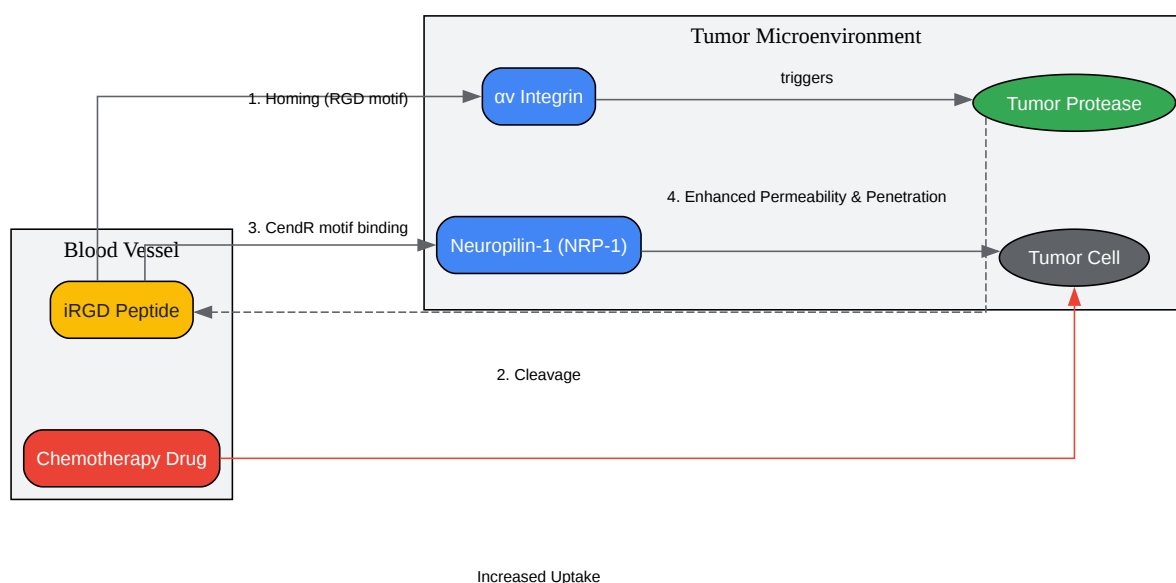 Tumor Microenvironment
triggers
αv Integrin
1. Homing (RGD motif)
Tumor Protease
4. Enhanced Permeability & Penetration
3. CendR motif binding
Neuropilin-1 (NRP-1)
Tumor Cell
Blood Vessel
iRGD Peptide
2. Cleavage
Chemotherapy Drug
Increased Uptake